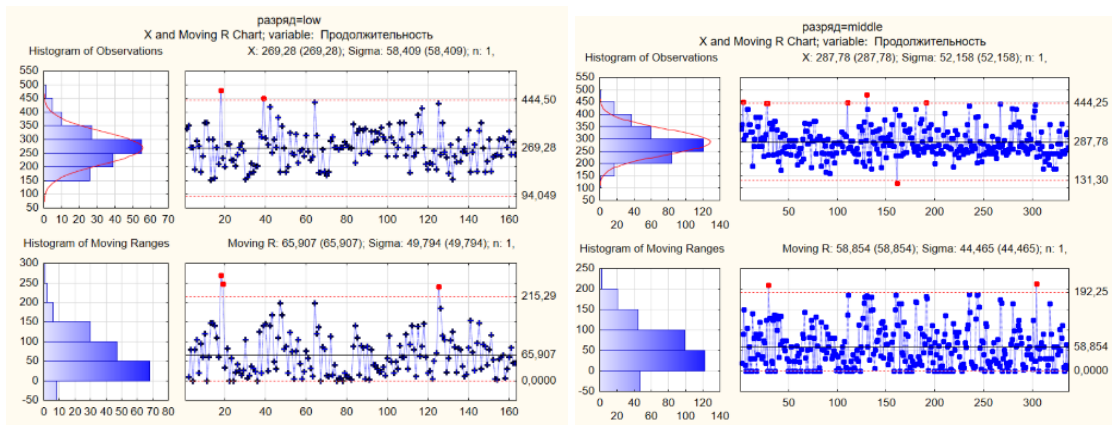 разряд=low
X and Moving R Chart; variable: Продолжительность
Histogram of Observations
X: 269,28 (269,28); Sigma: 58,409 (58,409); n: 1,
550
500
450
400
350
300
250
200
150
100
50
0 10 20 30 40 50 60 70
444,50
269,28
94,049
20 40 60 80 100 120 140 160
Histogram of Moving Ranges
Moving R: 65,907 (65,907); Sigma: 49,794 (49,794); n: 1,
300
250
200
150
100
50
0
-50
0 10 20 30 40 50 60 70 80
215,29
65,907
0,0000
20 40 60 80 100 120 140 160
разряд=middle
X and Moving R Chart; variable: Продолжительность
Histogram of Observations
X: 287,78 (287,78); Sigma: 52,158 (52,158); n: 1,
550
500
450
400
350
300
250
200
150
100
50
0 40 80 120
20 60 100 140
444,25
287,78
131,30
50 100 150 200 250 300
Histogram of Moving Ranges
Moving R: 58,854 (58,854); Sigma: 44,465 (44,465); n: 1,
300
250
200
150
100
50
0
-50
0 40 80 120
20 60 100 140
192,25
58,854
0,0000
50 100 150 200 250 300